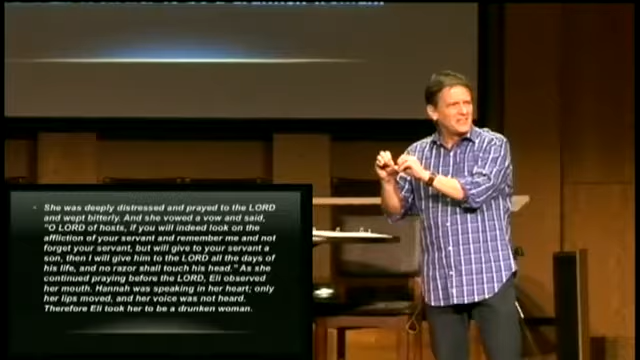 She was deeply distressed and prayed to the LORD
and wept bitterly. And she vowed a vow and said,
"O LORD of hosts, if you will indeed look on the
affliction of your servant and remember me and not
forget your servant, but will give to your servant a
son, then I will give him to the LORD all the days of
his life, and no razor shall touch his head." As she
continued praying before the LORD, Eli observed
her mouth. Hannah was speaking in her heart; only
her lips moved, and her voice was not heard.
Therefore Eli took her to be a drunken woman.